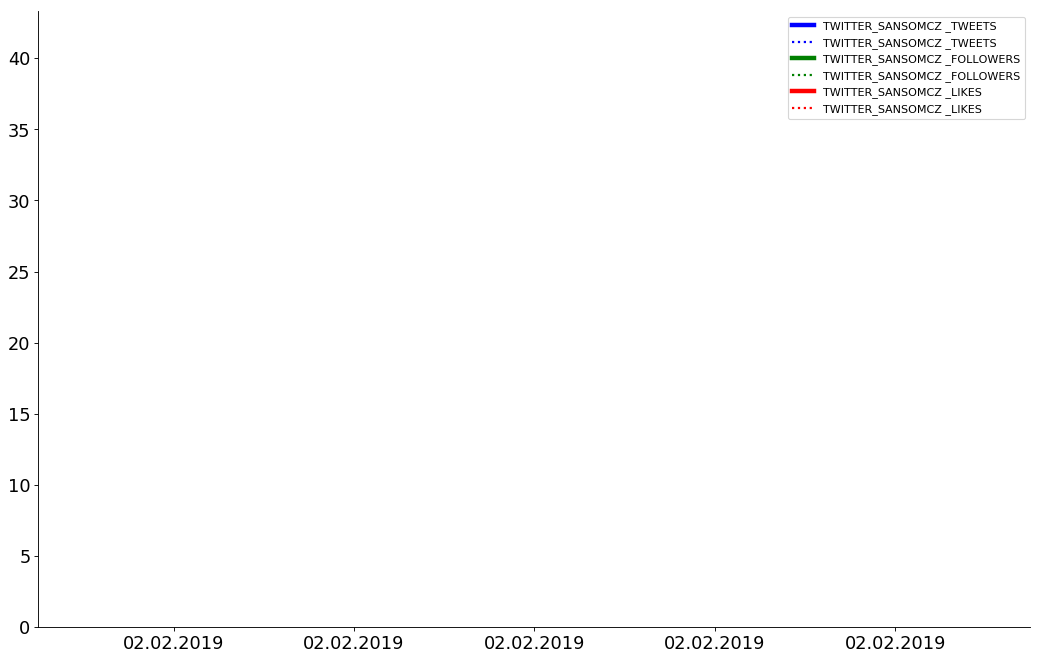 TWITTER_SANSOMCZ _TWEETS
TWITTER_SANSOMCZ _TWEETS
TWITTER_SANSOMCZ _FOLLOWERS
TWITTER_SANSOMCZ _FOLLOWERS
TWITTER_SANSOMCZ _LIKES
TWITTER_SANSOMCZ _LIKES
40
35
30
25
20
15
10
5
0
02.02.2019 02.02.2019 02.02.2019 02.02.2019 02.02.2019